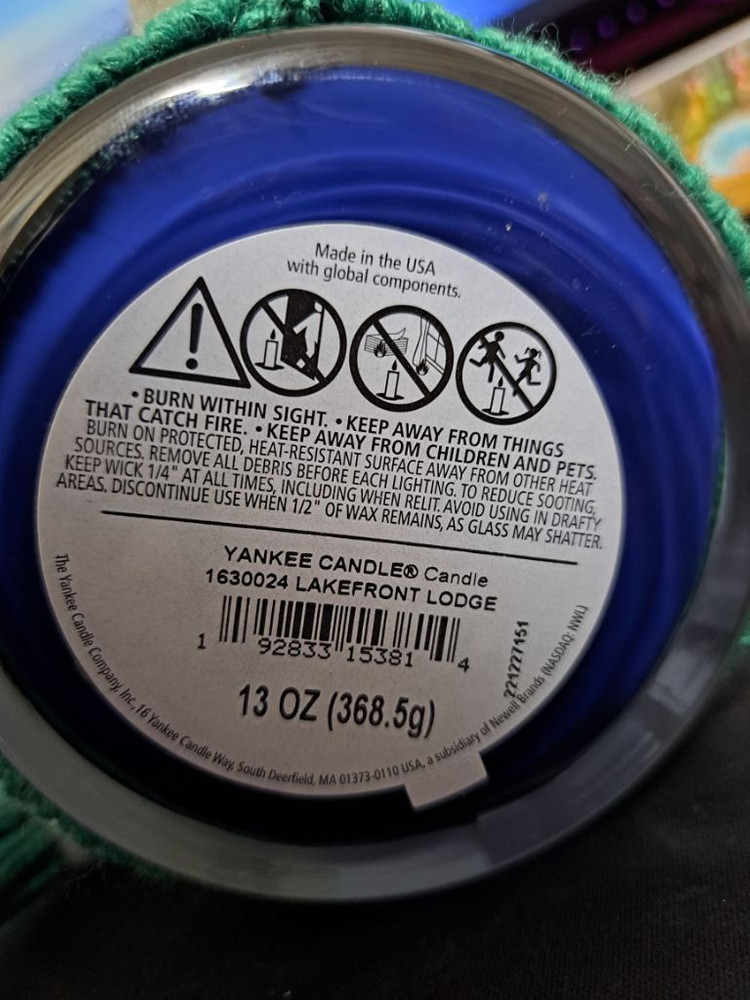 Made in the USA
with global components.
• BURN WITHIN SIGHT. • KEEP AWAY FROM THINGS
THAT CATCH FIRE. • KEEP AWAY FROM CHILDREN AND PETS.
BURN ON PROTECTED, HEAT-RESISTANT SURFACE AWAY FROM OTHER HEAT
SOURCES. REMOVE ALL DEBRIS BEFORE EACH LIGHTING. TO REDUCE SOOTING,
KEEP WICK 1/4" AT ALL TIMES, INCLUDING WHEN RELIT. AVOID USING IN DRAFTY
AREAS. DISCONTINUE USE WHEN 1/2" OF WAX REMAINS, AS GLASS MAY SHATTER.
YANKEE CANDLE® Candle
1630024 LAKEFRONT LODGE
1 92833 15381 4
221227151
13 OZ (368.5g)
The Yankee Candle Company, Inc., 16 Yankee Candle Way, South Deerfield, MA 01373-0110 USA, a subsidiary of Newell Brands (NASDAQ: NWL)